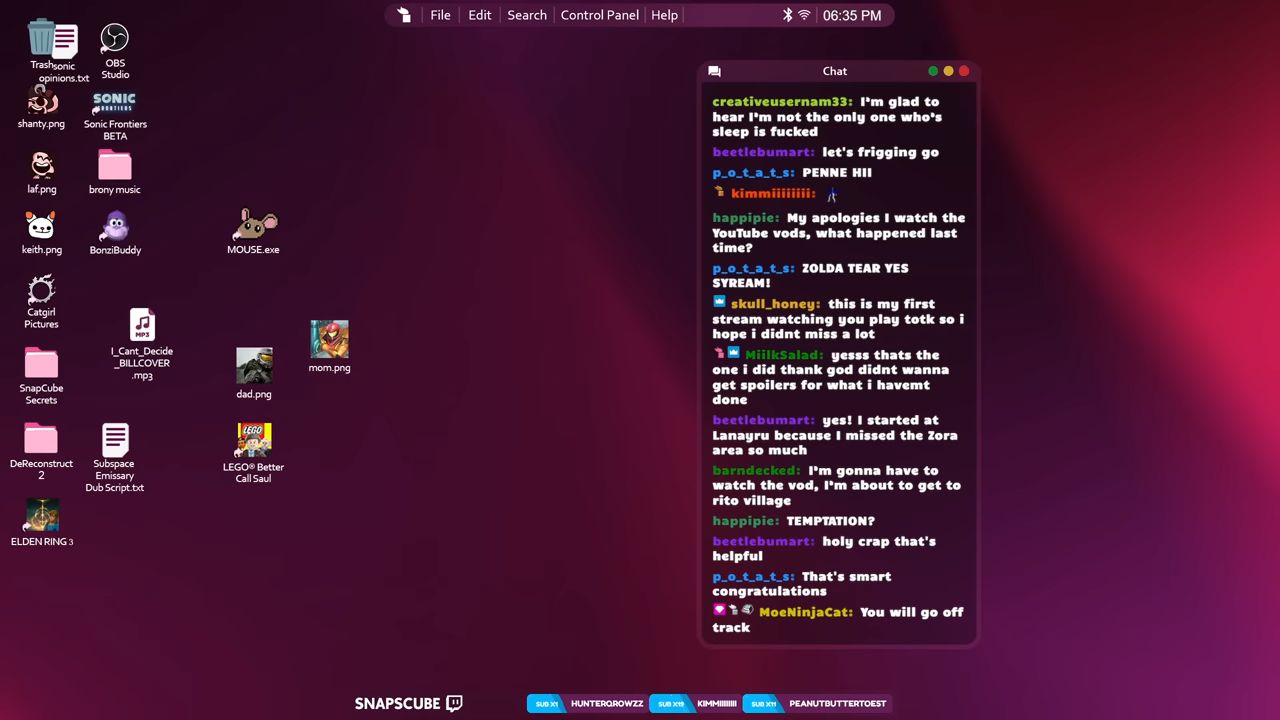 File Edit Search Control Panel Help 06:35 PM
Trash
sonic
opinions.txt
OBS
Studio
shanty.png
SONIC
FRONTIERS
Sonic Frontiers
BETA
laf.png
brony music
keith.png
BonziBuddy
MOUSE.exe
Catgirl
Pictures
MP3
I_Cant_Decide
_BILLCOVER
.mp3
mom.png
dad.png
SnapCube
Secrets
DeReconstruct
2
Subspace
Emissary
Dub Script.txt
LEGO
LEGO® Better
Call Saul
ELDEN RING 3
Chat
creativeusernam33: I'm glad to
hear I'm not the only one who's
sleep is fucked
beetlebumart: let's frigging go
p_o_t_a_t_s: PENNE HII
kimmiiiiiiiii:
happipie: My apologies I watch the
YouTube vods, what happened last
time?
p_o_t_a_t_s: ZOLDA TEAR YES
SYREAM!
skull_honey: this is my first
stream watching you play totk so i
hope i didnt miss a lot
MiilkSalad: yesss thats the
one i did thank god didnt wanna
get spoilers for what i havemt
done
beetlebumart: yes! I started at
Lanayru because I missed the Zora
area so much
barndecked: I'm gonna have to
watch the vod, I'm about to get to
rito village
happipie: TEMPTATION?
beetlebumart: holy crap that's
helpful
p_o_t_a_t_s: That's smart
congratulations
MoeNinjaCat: You will go off
track
SNAPSCUBE
SUB X1 HUNTERQROWZZ SUB X19 KIMMIIIIIIIII SUB X11 PEANUTBUTTERTOEST